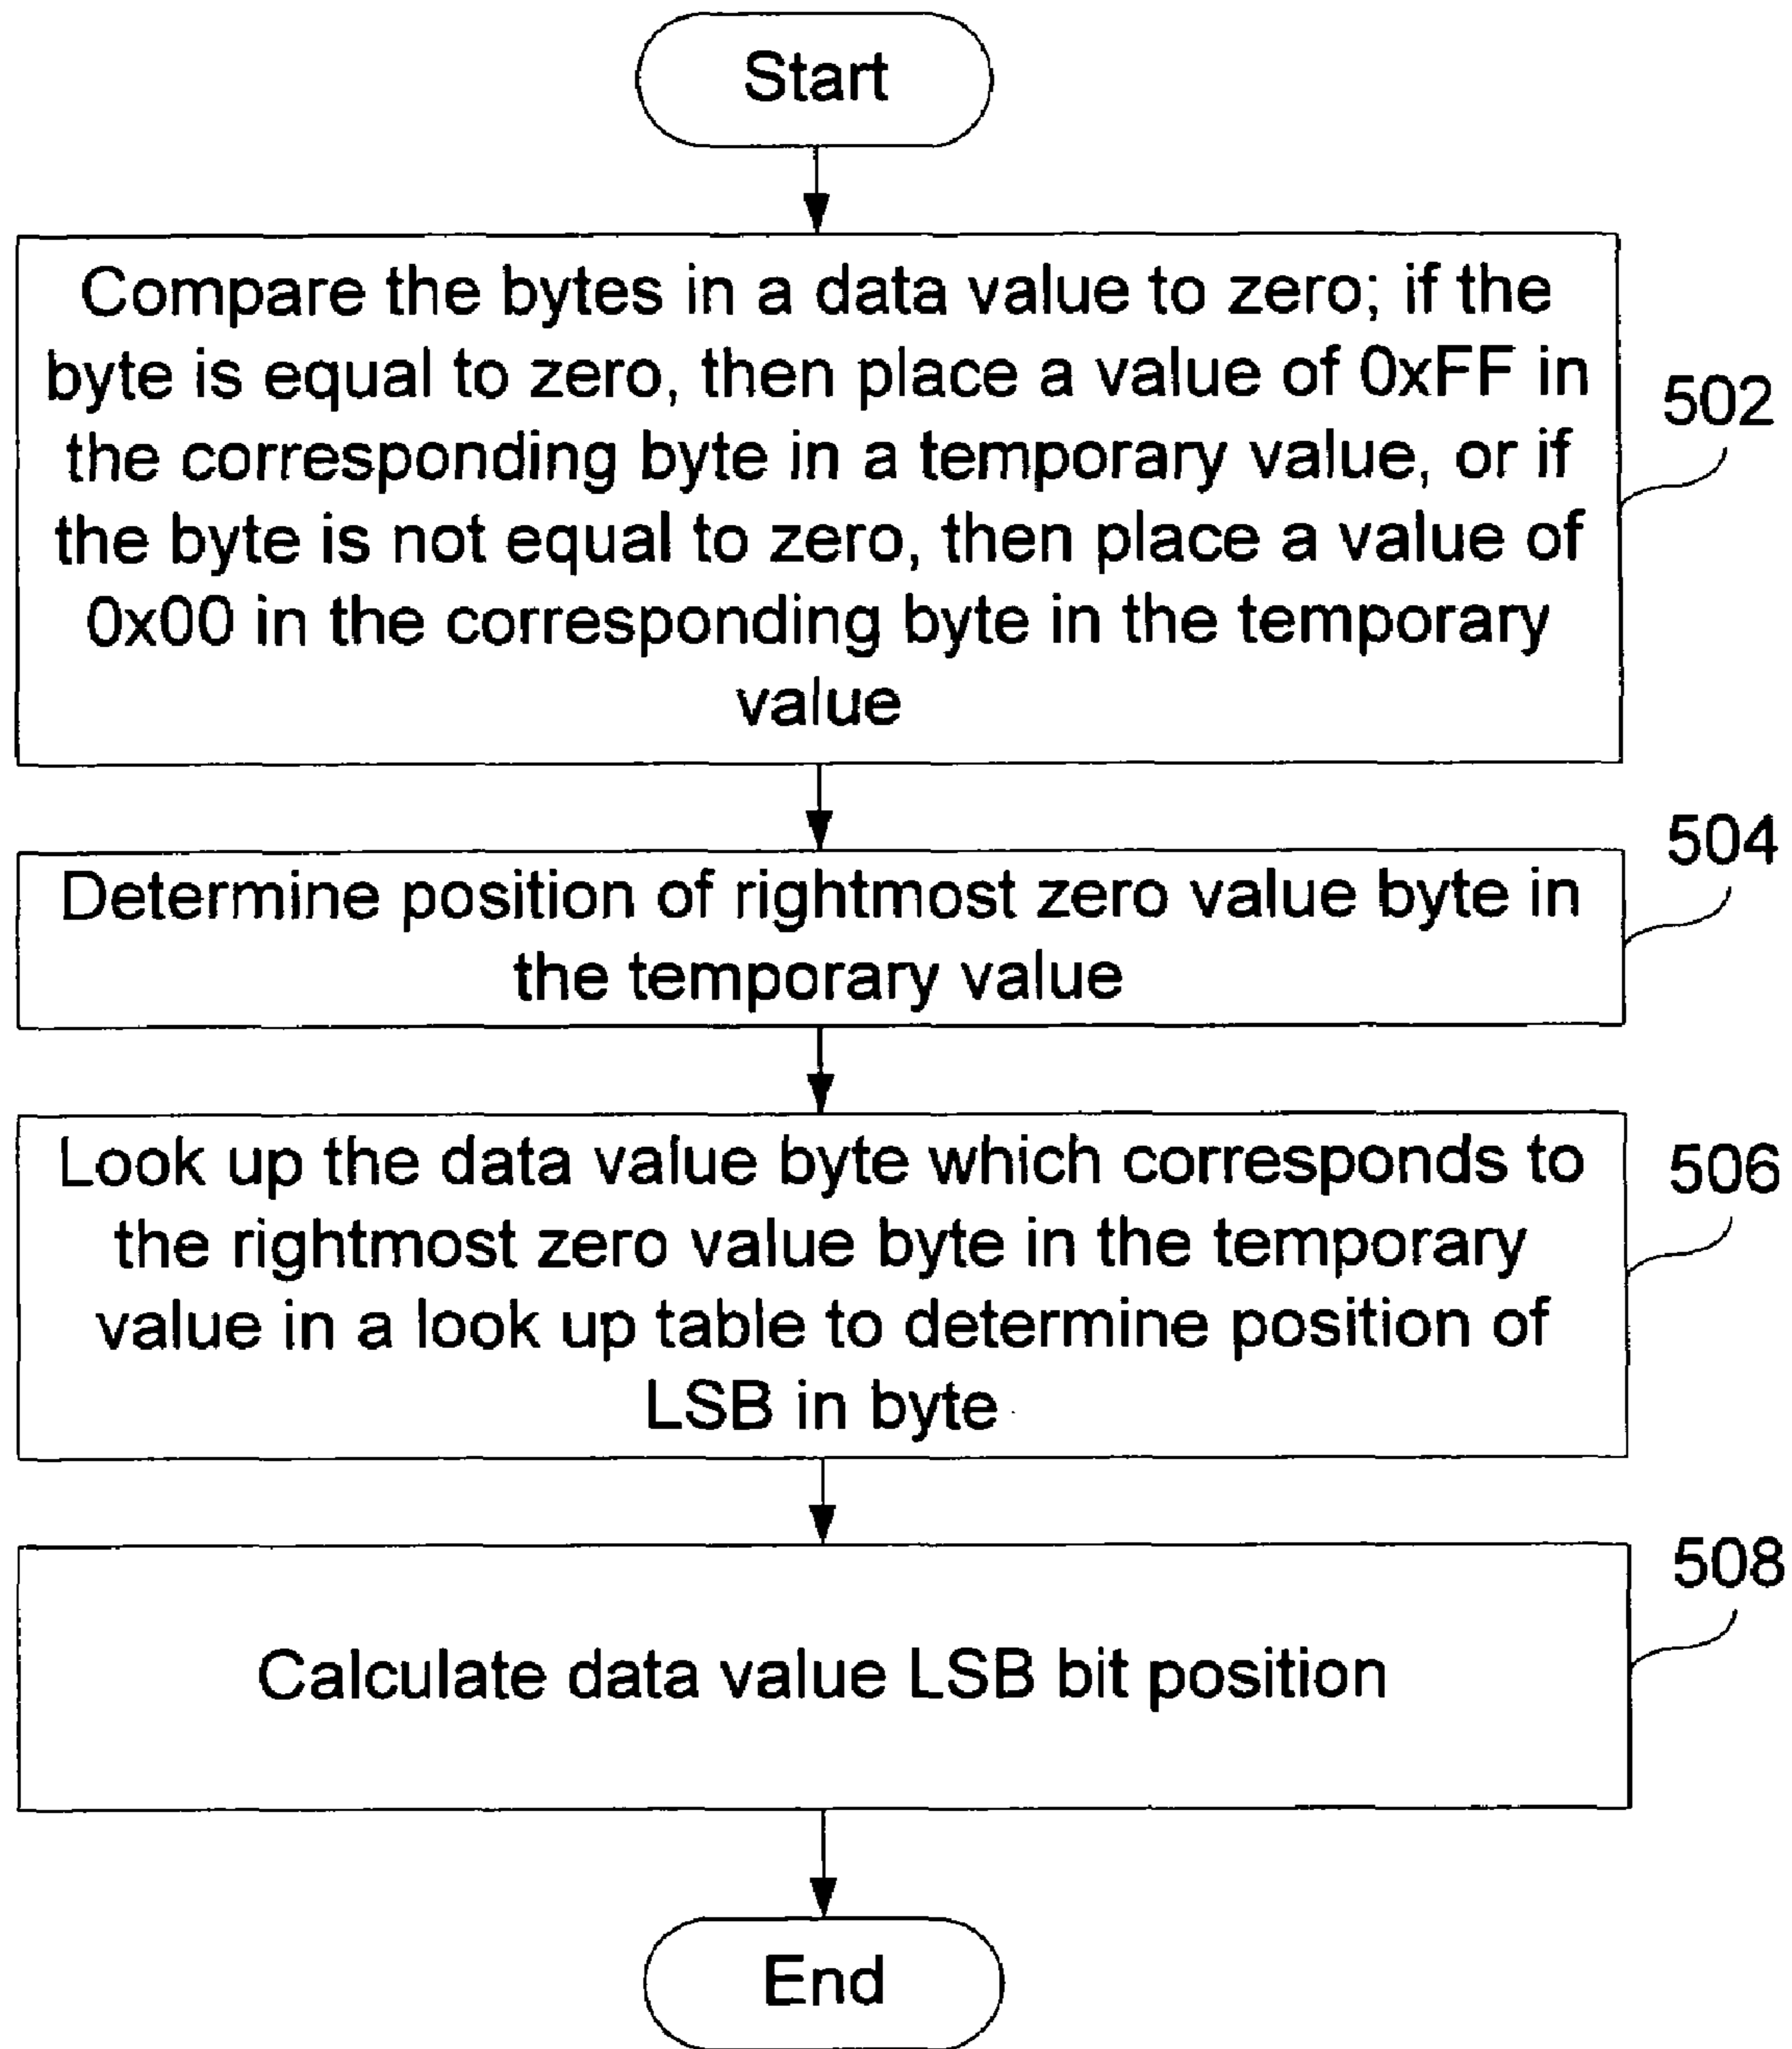 Start
Compare the bytes in a data value to zero; if the
byte is equal to zero, then place a value of 0xFF in
the corresponding byte in a temporary value, or if
the byte is not equal to zero, then place a value of
0x00 in the corresponding byte in the temporary
value
502
Determine position of rightmost zero value byte in
the temporary value
504
Look up the data value byte which corresponds to
the rightmost zero value byte in the temporary
value in a look up table to determine position of
LSB in byte
506
Calculate data value LSB bit position
508
End